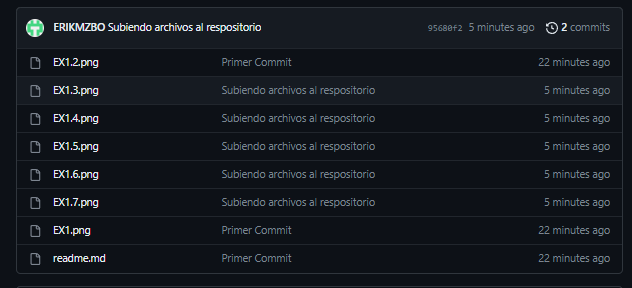 ERIKMZBO Subiendo archivos al respositorio 95680f2 5 minutes ago 2 commits
EX1.2.png Primer Commit 22 minutes ago
EX1.3.png Subiendo archivos al respositorio 5 minutes ago
EX1.4.png Subiendo archivos al respositorio 5 minutes ago
EX1.5.png Subiendo archivos al respositorio 5 minutes ago
EX1.6.png Subiendo archivos al respositorio 5 minutes ago
EX1.7.png Subiendo archivos al respositorio 5 minutes ago
EX1.png Primer Commit 22 minutes ago
readme.md Primer Commit 22 minutes ago